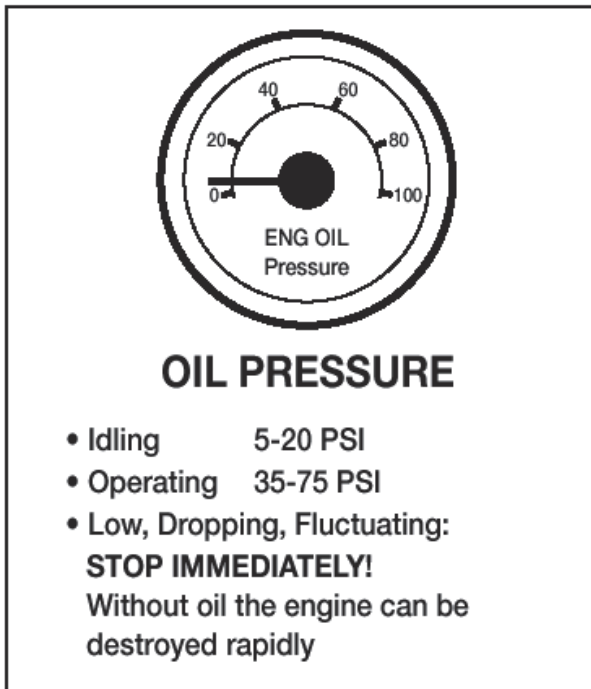 40 60
20 80
0 100
ENG OIL
Pressure
OIL PRESSURE
• Idling 5-20 PSI
• Operating 35-75 PSI
• Low, Dropping, Fluctuating:
STOP IMMEDIATELY!
Without oil the engine can be
destroyed rapidly